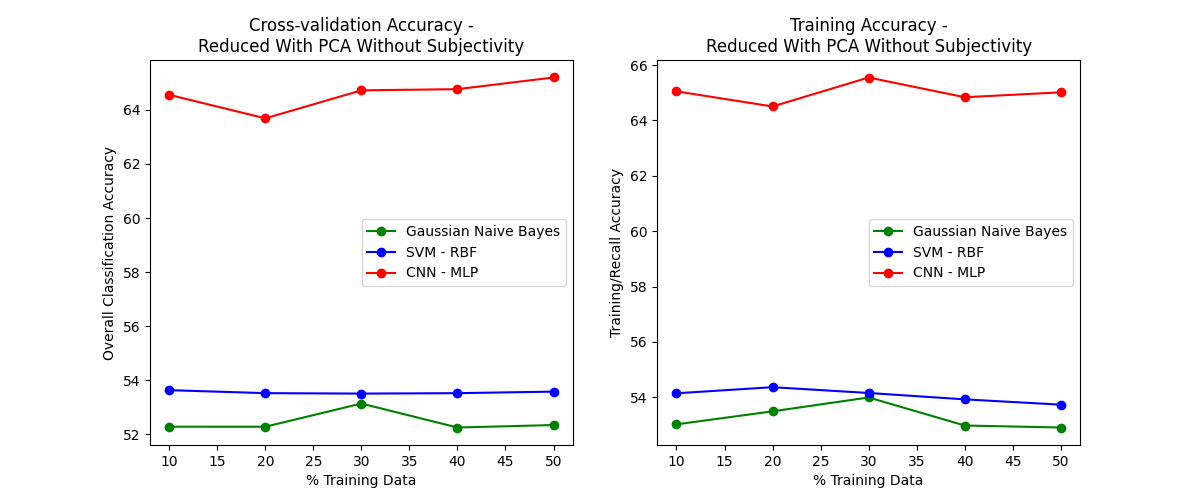 Cross-validation Accuracy -
Reduced With PCA Without Subjectivity
Overall Classification Accuracy
64
62
60
58
56
54
52
Gaussian Naive Bayes
SVM - RBF
CNN - MLP
10 15 20 25 30 35 40 45 50
% Training Data
Training Accuracy -
Reduced With PCA Without Subjectivity
Training/Recall Accuracy
66
64
62
60
58
56
54
Gaussian Naive Bayes
SVM - RBF
CNN - MLP
10 15 20 25 30 35 40 45 50
% Training Data